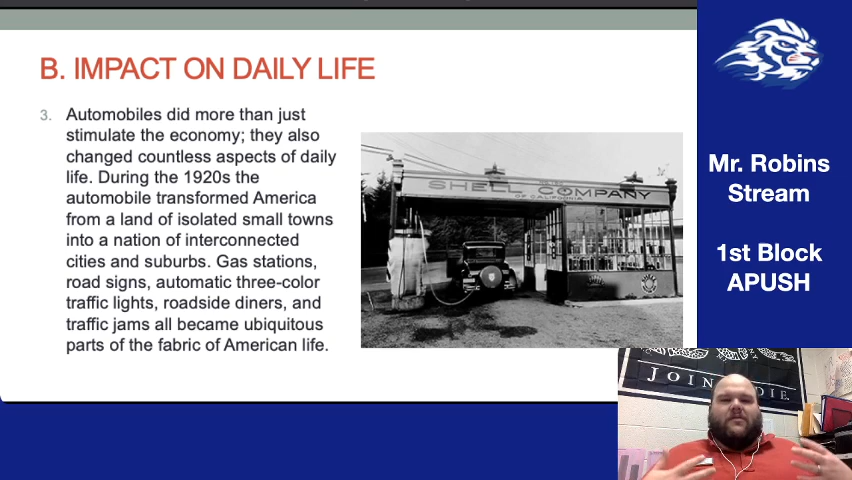 B. IMPACT ON DAILY LIFE
3. Automobiles did more than just
stimulate the economy; they also
changed countless aspects of daily
life. During the 1920s the
automobile transformed America
from a land of isolated small towns
into a nation of interconnected
cities and suburbs. Gas stations,
road signs, automatic three-color
traffic lights, roadside diners, and
traffic jams all became ubiquitous
parts of the fabric of American life.
SHELL COMPANY
OF CALIFORNIA
Mr. Robins
Stream
1st Block
APUSH
JOIN
DIE.